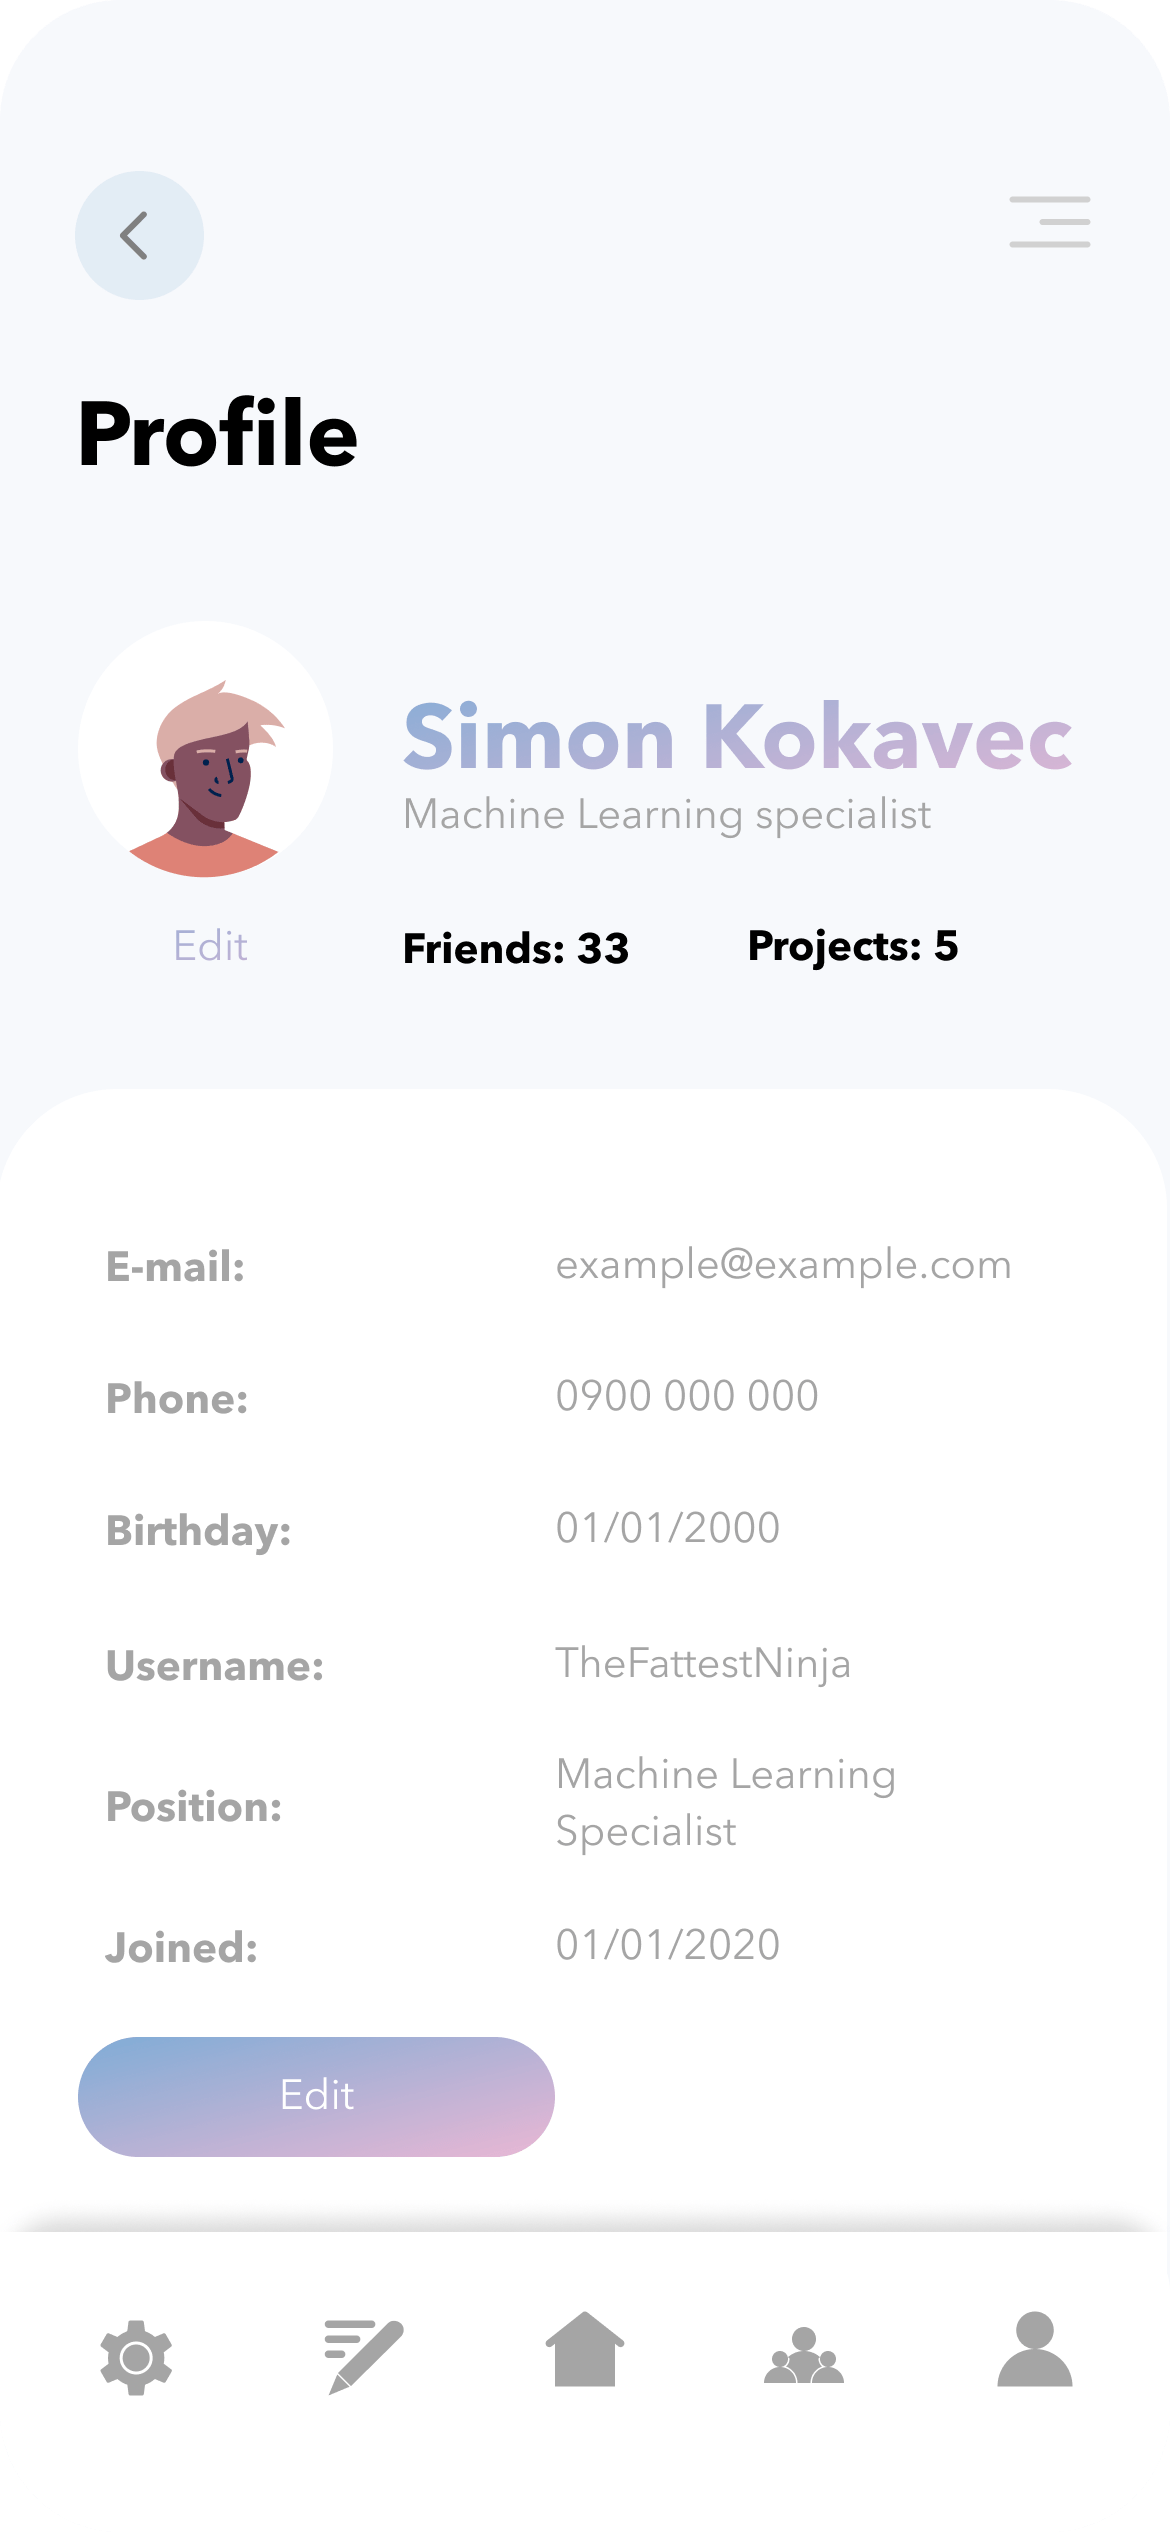 Profile
Simon Kokavec
Machine Learning specialist
Edit
Friends: 33
Projects: 5
E-mail:
example@example.com
Phone:
0900 000 000
Birthday:
01/01/2000
Username:
TheFattestNinja
Position:
Machine Learning
Specialist
Joined:
01/01/2020
Edit